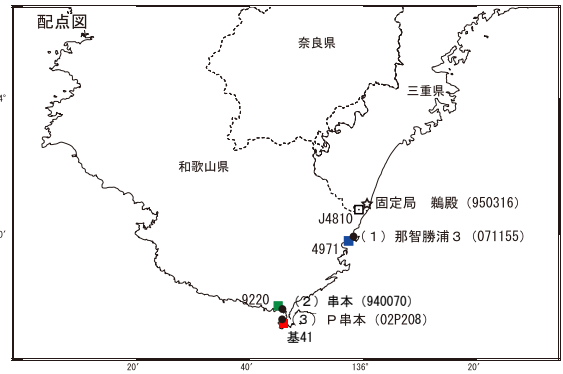 配点図
奈良県
三重県
4°
和歌山県
固定局　鵜殿（950316）
J4810
0'
（１）那智勝浦３（071155）
4971
9220
（２）串本（940070）
（３）Ｐ串本（02P208）
基41
20'
40'
136°
20'